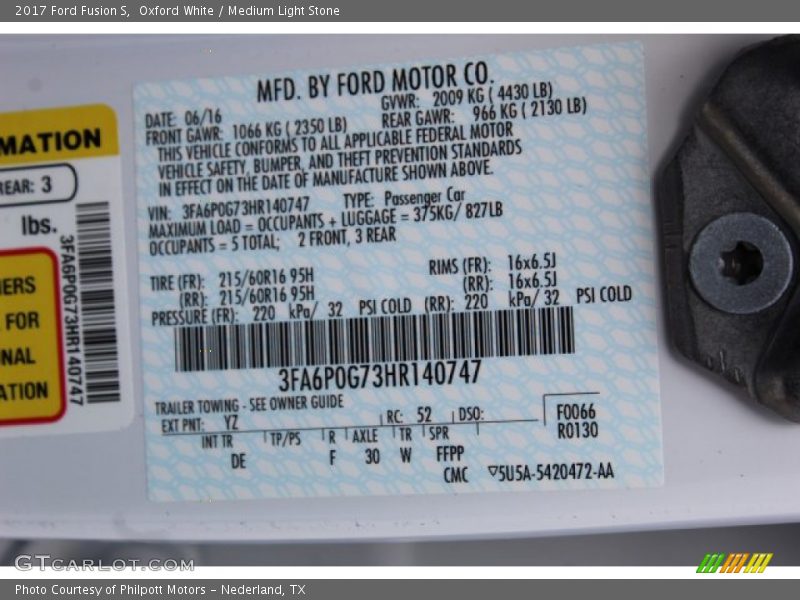 2017 Ford Fusion S,  Oxford White / Medium Light Stone
MATION
REAR: 3
lbs.
3FA6P0G73HR140747
IERS
FOR
NAL
ATION
MFD. BY FORD MOTOR CO.
DATE: 06/16 GVWR: 2009 KG ( 4430 LB)
FRONT GAWR: 1066 KG ( 2350 LB) REAR GAWR: 966 KG ( 2130 LB)
THIS VEHICLE CONFORMS TO ALL APPLICABLE FEDERAL MOTOR
VEHICLE SAFETY, BUMPER, AND THEFT PREVENTION STANDARDS
IN EFFECT ON THE DATE OF MANUFACTURE SHOWN ABOVE.
VIN: 3FA6P0G73HR140747 TYPE: Passenger Car
MAXIMUM LOAD = OCCUPANTS + LUGGAGE = 375KG/ 827LB
OCCUPANTS = 5 TOTAL; 2 FRONT, 3 REAR
TIRE (FR): 215/60R16 95H RIMS (FR): 16x6.5J
(RR): 215/60R16 95H (RR): 16x6.5J
PRESSURE (FR): 220 kPa/ 32 PSI COLD (RR): 220 kPa/ 32 PSI COLD
3FA6P0G73HR140747
TRAILER TOWING - SEE OWNER GUIDE
EXT PNT: YZ RC: 52 DSO: F0066
INT TR TP/PS R AXLE TR SPR R0130
DE F 30 W FFPP
CMC ▽5U5A-5420472-AA
GTCARLOT.COM
Photo Courtesy of Philpott Motors - Nederland, TX